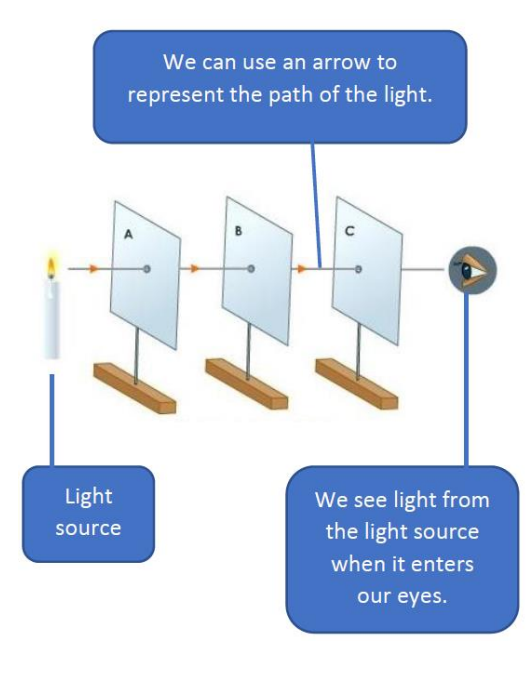 We can use an arrow to
represent the path of the light.
A
B
C
Light
source
We see light from
the light source
when it enters
our eyes.